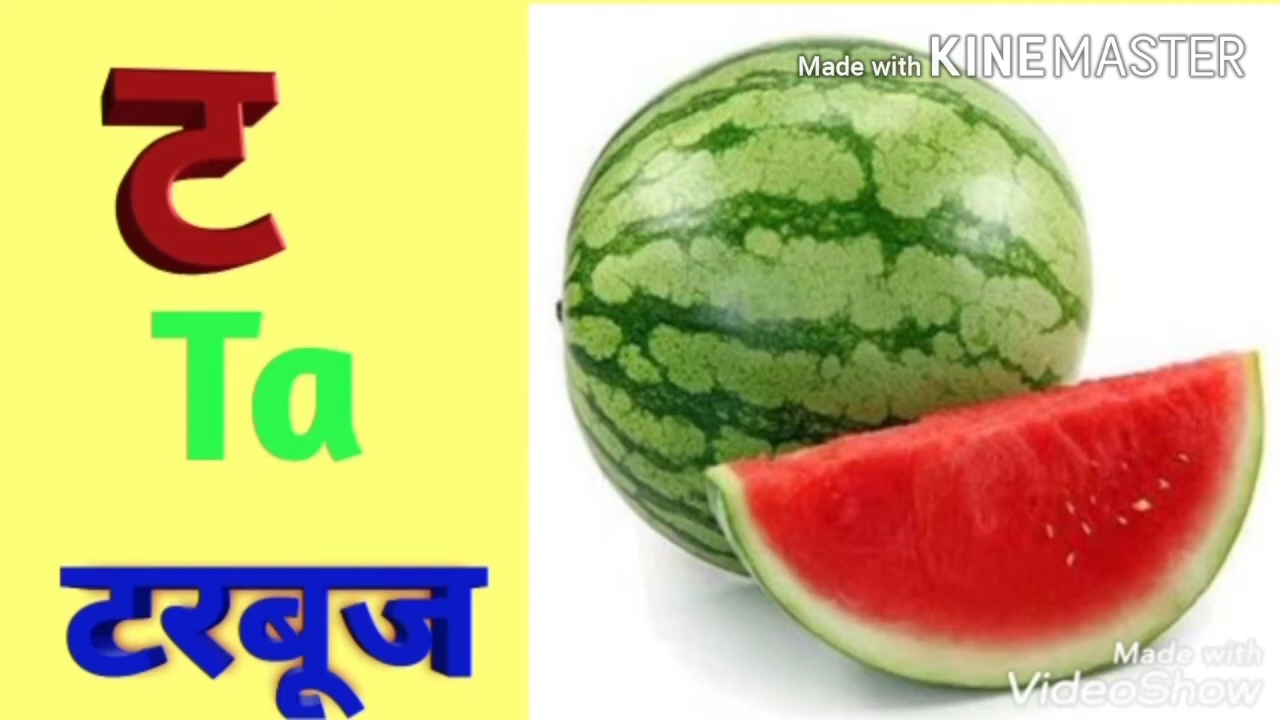 ट
Ta
टरबूज
Made with KINEMASTER
Made with
VideoShow